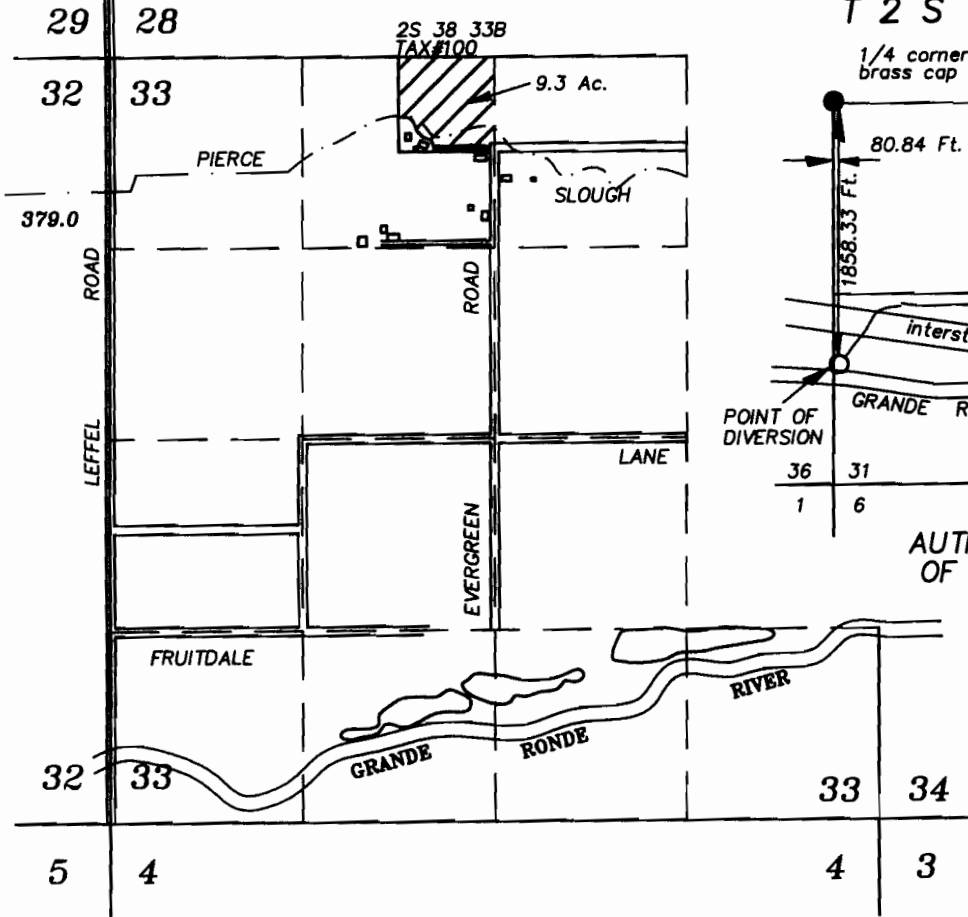 29 28
2S 38 33B
TAX#100
T 2 S
1/4 corner
brass cap
32 33
9.3 Ac.
80.84 Ft.
PIERCE
SLOUGH
379.0
1858.33 Ft.
ROAD
ROAD
interst
GRANDE R
POINT OF
DIVERSION
LEFFEL
LANE
36 31
1 6
EVERGREEN
OF
FRUITDALE
RIVER
RONDE
GRANDE
32 33
33 34
5 4
4 3